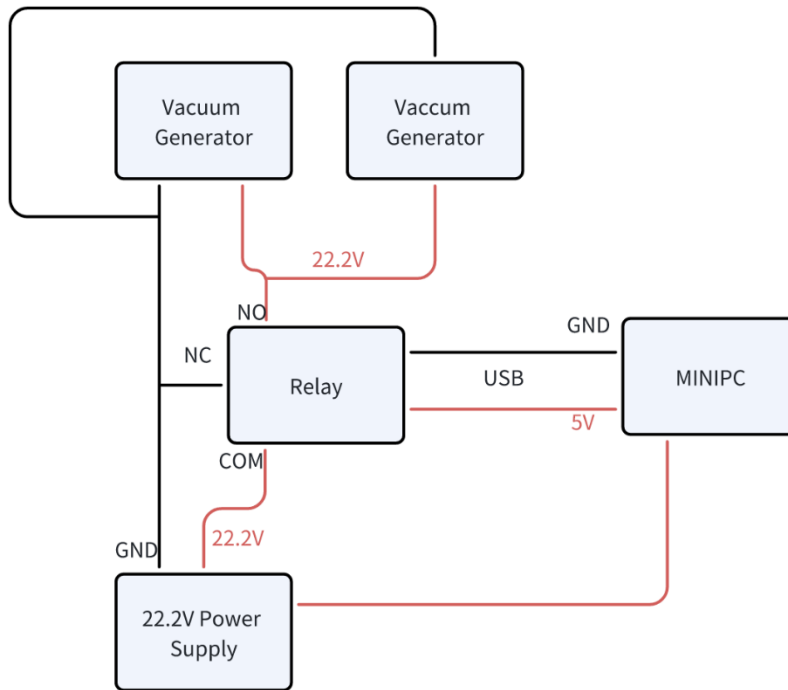 Vacuum
Generator
Vaccum
Generator
22.2V
NO
GND
NC
Relay
USB
MINIPC
5V
COM
22.2V
GND
22.2V Power
Supply